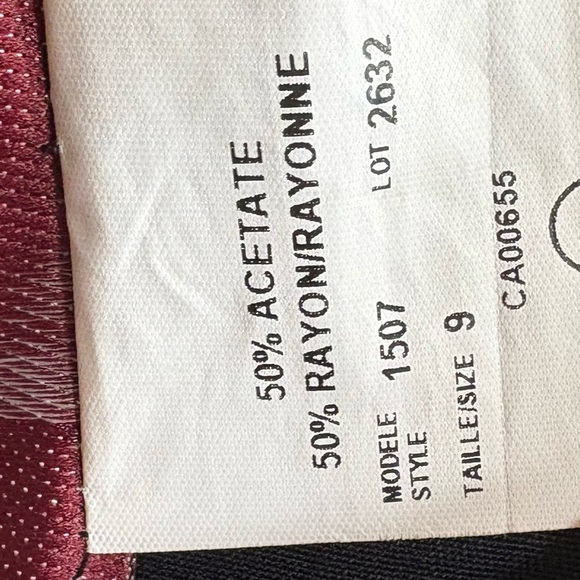 50% ACETATE
50% RAYON/RAYONNE
MODELE 1507 LOT 2632
STYLE
TAILLE/SIZE 9
CA00655